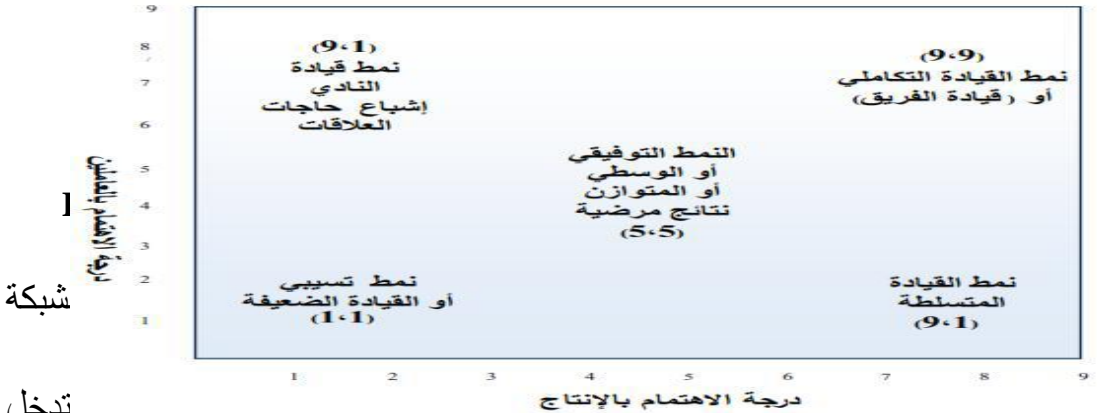 9
8
7
6
5
4
3
2
1
درجة الاهتمام بالعاملين
(9،1)
نمط قيادة
النادي
إشباع حاجات
العلاقات
(9،9)
نمط القيادة التكاملي
أو (قيادة الفريق)
النمط التوفيقي
أو الوسطي
أو المتوازن
نتائج مرضية
(5،5)
نمط تسيبي
أو القيادة الضعيفة
(1،1)
نمط القيادة
المتسلطة
(9،1)
شبكة
1 2 3 4 5 6 7 8 9
درجة الاهتمام بالإنتاج
تدخل